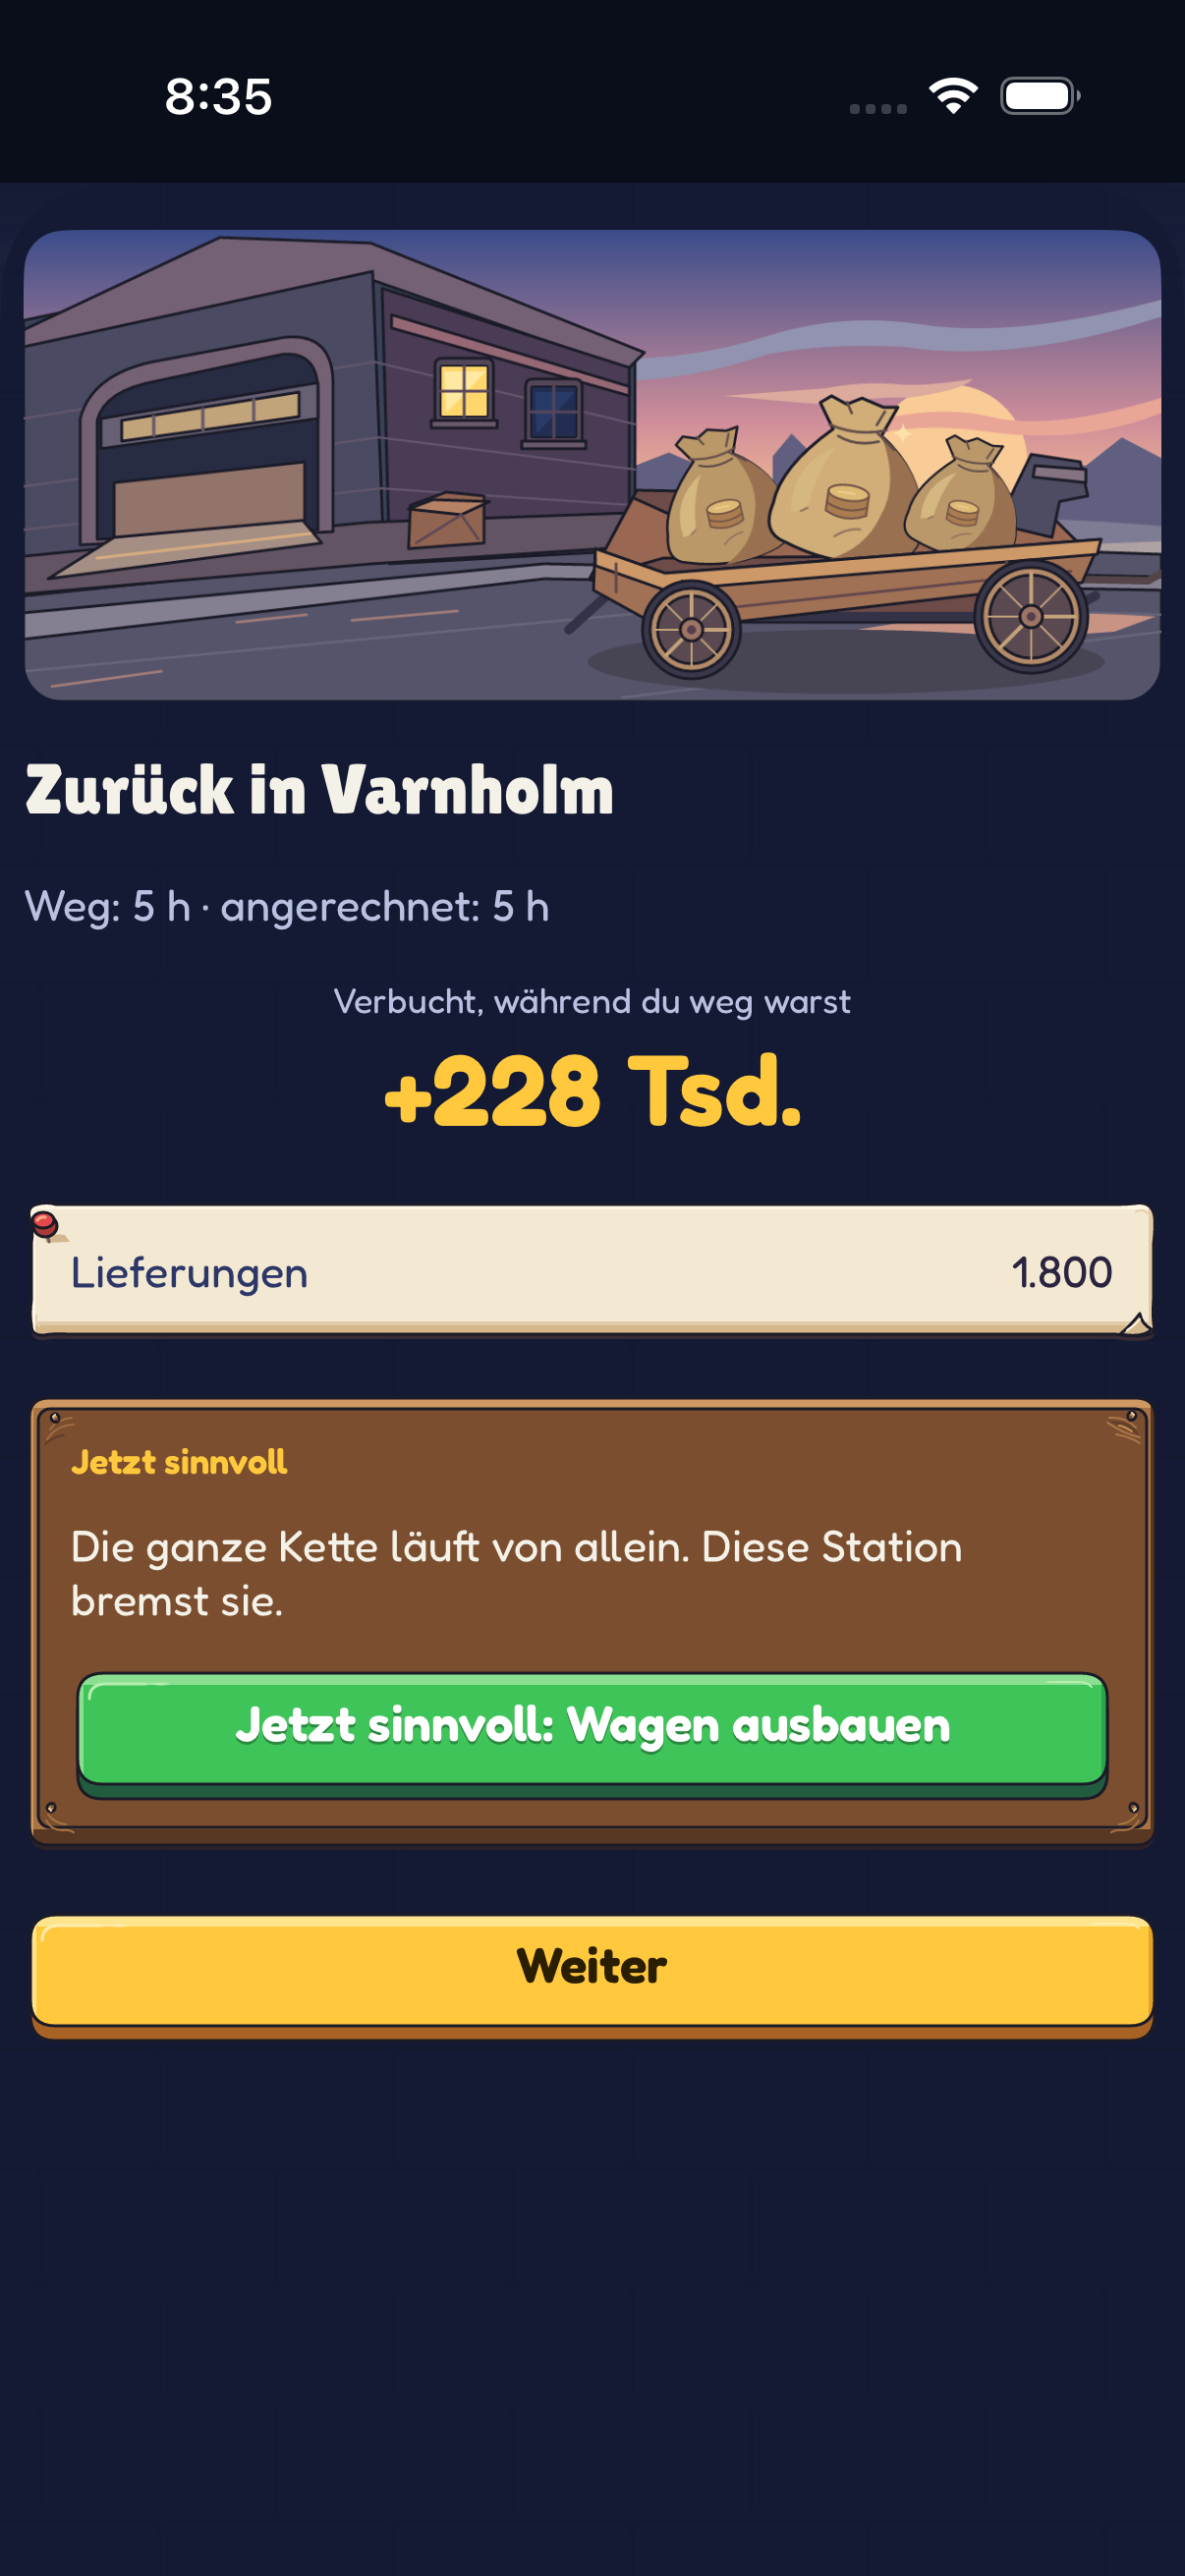 8:35
Zurück in Varnholm
Weg: 5 h · angerechnet: 5 h
Verbucht, während du weg warst
+228 Tsd.
Lieferungen 1.800
Jetzt sinnvoll
Die ganze Kette läuft von allein. Diese Station
bremst sie.
Jetzt sinnvoll: Wagen ausbauen
Weiter